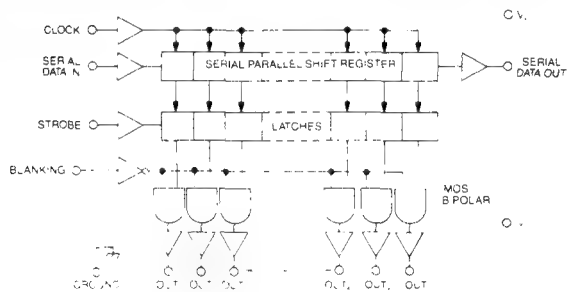 CLOCK
SERIAL DATA IN
SERIAL PARALLEL SHIFT REGISTER
SERIAL DATA OUT
STROBE
LATCHES
BLANKING
MOS
BIPOLAR
GROUND
OUT OUT OUT OUT OUT OUT